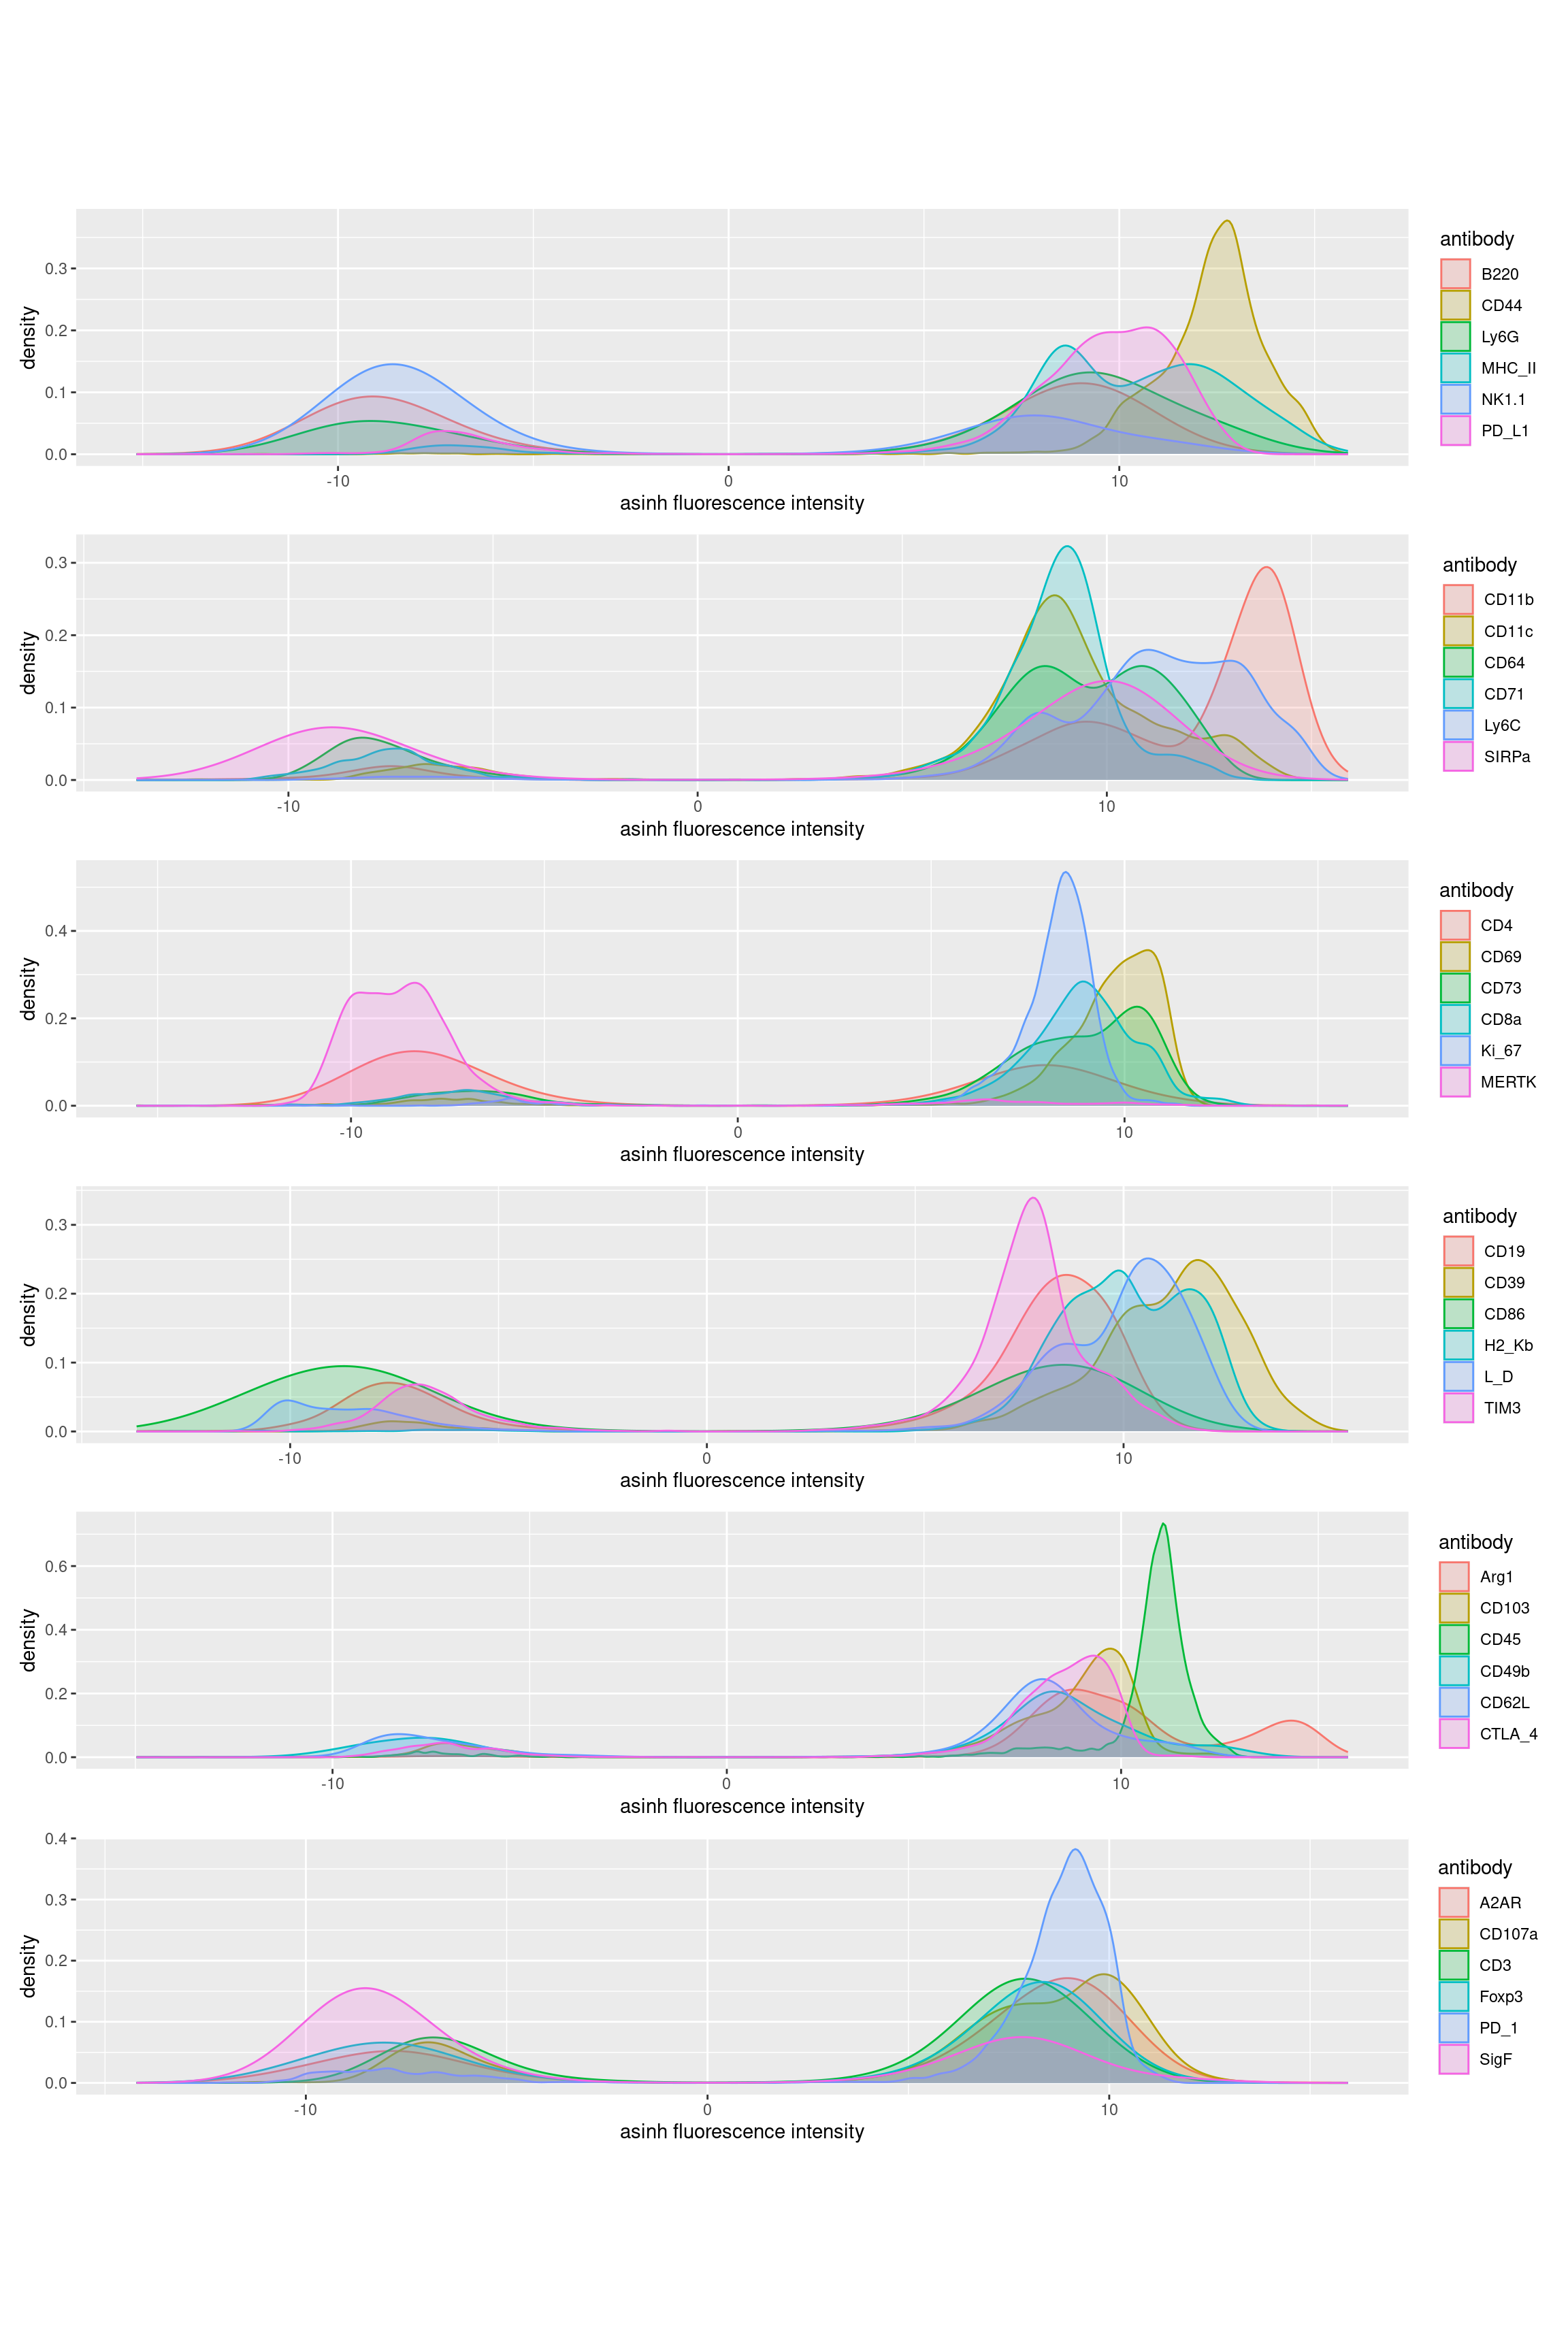 antibody
0.3
B220
CD44
density
0.2
Ly6G
MHC_II
0.1
NK1.1
PD_L1
0.0
-10 0 10
asinh fluorescence intensity
antibody
0.3
CD11b
CD11c
density
0.2
CD64
CD71
0.1
Ly6C
SIRPa
0.0
-10 0 10
asinh fluorescence intensity
antibody
0.4
CD4
CD69
density
0.2
CD73
CD8a
Ki_67
MERTK
0.0
-10 0 10
asinh fluorescence intensity
antibody
0.3
CD19
CD39
density
0.2
CD86
H2_Kb
0.1
L_D
TIM3
0.0
-10 0 10
asinh fluorescence intensity
antibody
0.6
Arg1
CD103
density
0.4
CD45
CD49b
0.2
CD62L
CTLA_4
0.0
-10 0 10
asinh fluorescence intensity
0.4
antibody
0.3
A2AR
CD107a
density
0.2
CD3
Foxp3
0.1
PD_1
SigF
0.0
-10 0 10
asinh fluorescence intensity